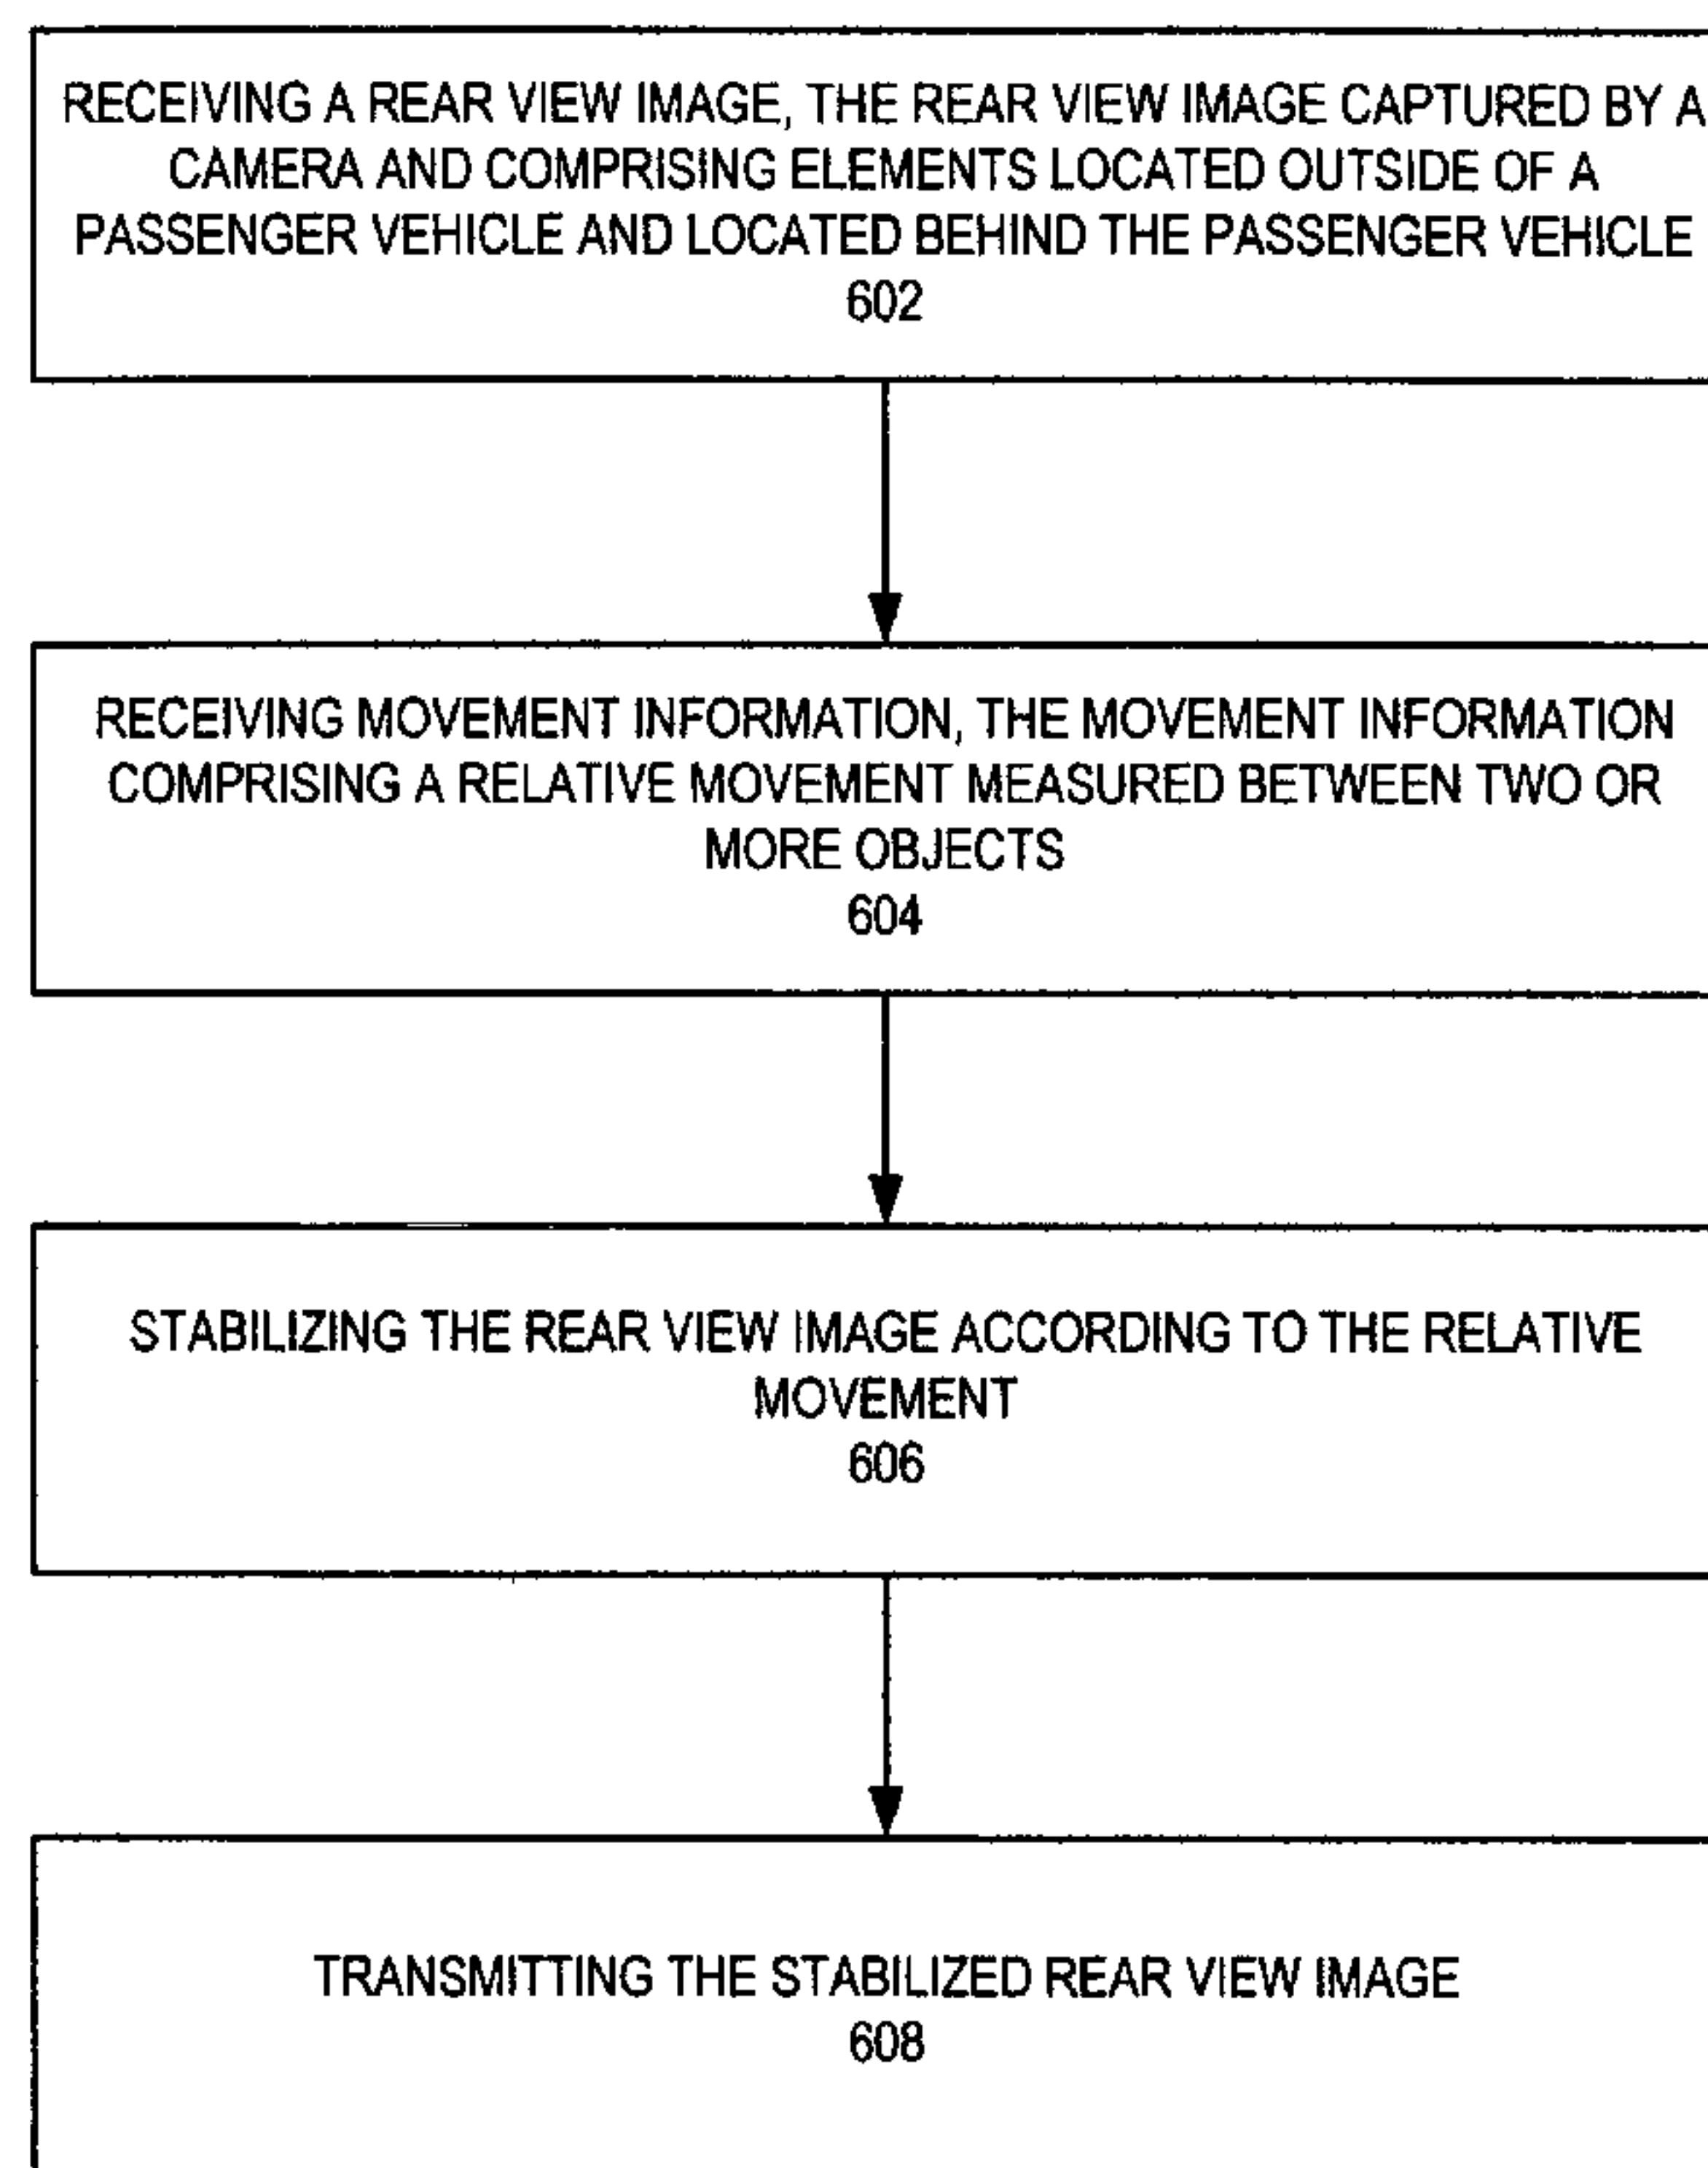 RECEIVING A REAR VIEW IMAGE, THE REAR VIEW IMAGE CAPTURED BY A
CAMERA AND COMPRISING ELEMENTS LOCATED OUTSIDE OF A
PASSENGER VEHICLE AND LOCATED BEHIND THE PASSENGER VEHICLE
602
RECEIVING MOVEMENT INFORMATION, THE MOVEMENT INFORMATION
COMPRISING A RELATIVE MOVEMENT MEASURED BETWEEN TWO OR
MORE OBJECTS
604
STABILIZING THE REAR VIEW IMAGE ACCORDING TO THE RELATIVE
MOVEMENT
606
TRANSMITTING THE STABILIZED REAR VIEW IMAGE
608